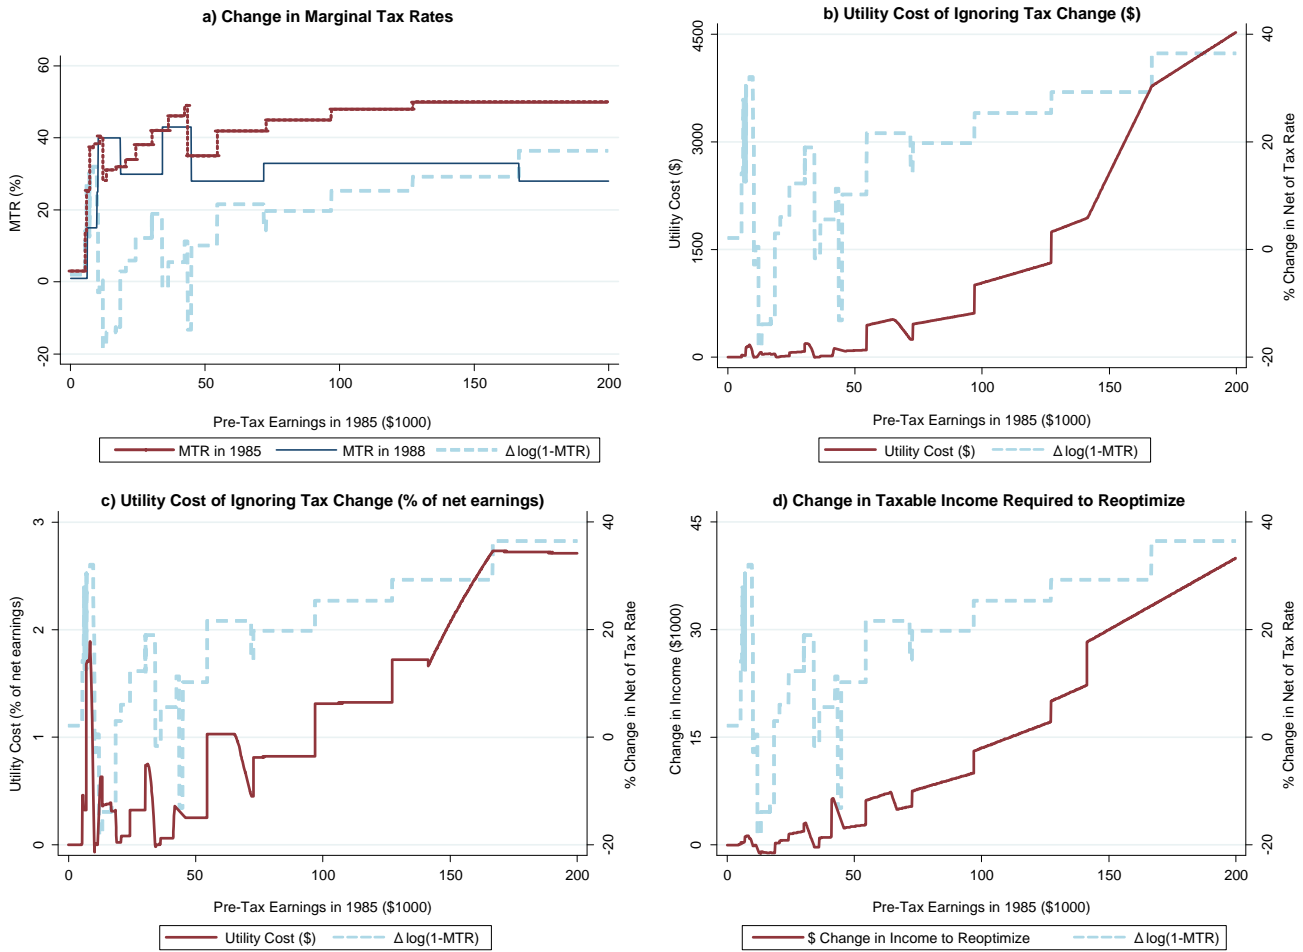 a) Change in Marginal Tax Rates
MTR (%)
60
40
20
0
-20
0 50 100 150 200
Pre-Tax Earnings in 1985 ($1000)
MTR in 1985 MTR in 1988 Δ log(1-MTR)
b) Utility Cost of Ignoring Tax Change ($)
Utility Cost ($)
4500
3000
1500
0
40
20
0
-20
% Change in Net of Tax Rate
0 50 100 150 200
Pre-Tax Earnings in 1985 ($1000)
Utility Cost ($) Δ log(1-MTR)
c) Utility Cost of Ignoring Tax Change (% of net earnings)
Utility Cost (% of net earnings)
3
2
1
0
40
20
0
-20
% Change in Net of Tax Rate
0 50 100 150 200
Pre-Tax Earnings in 1985 ($1000)
Utility Cost ($) Δ log(1-MTR)
d) Change in Taxable Income Required to Reoptimize
Change in Income ($1000)
45
30
15
0
40
20
0
-20
% Change in Net of Tax Rate
0 50 100 150 200
Pre-Tax Earnings in 1985 ($1000)
$ Change in Income to Reoptimize Δ log(1-MTR)